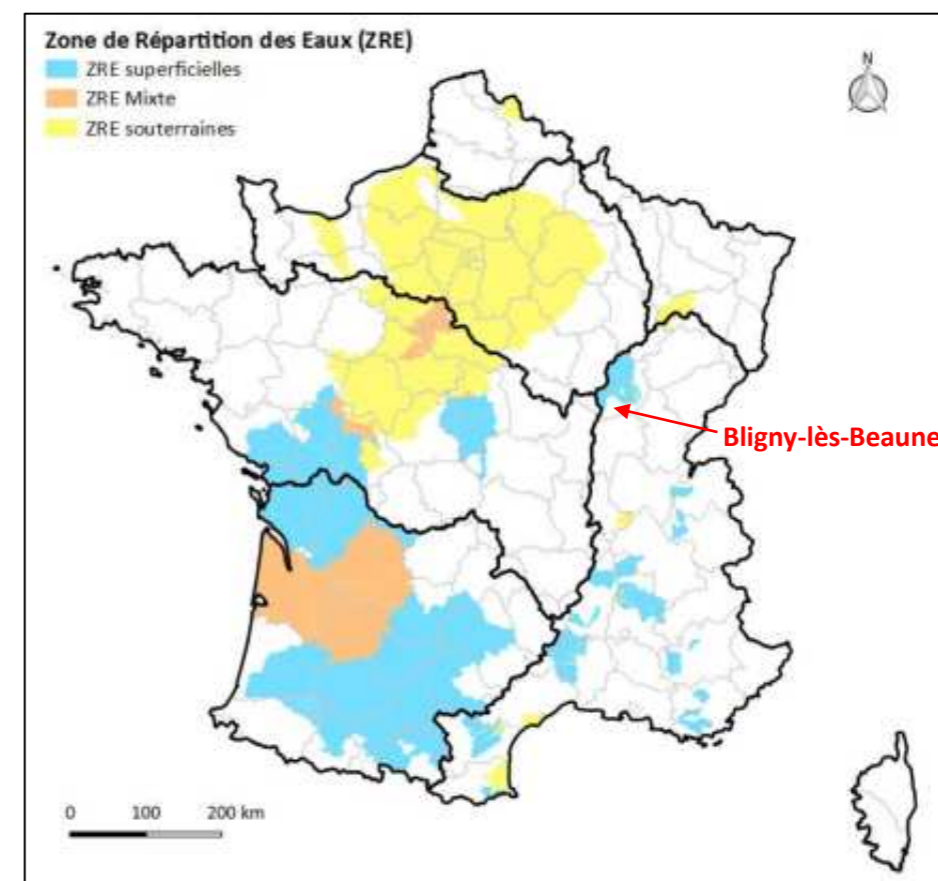 Zone de Répartition des Eaux (ZRE)
ZRE superficielles
ZRE Mixte
ZRE souterraines
N
Bligny-lès-Beaune
0 100 200 km